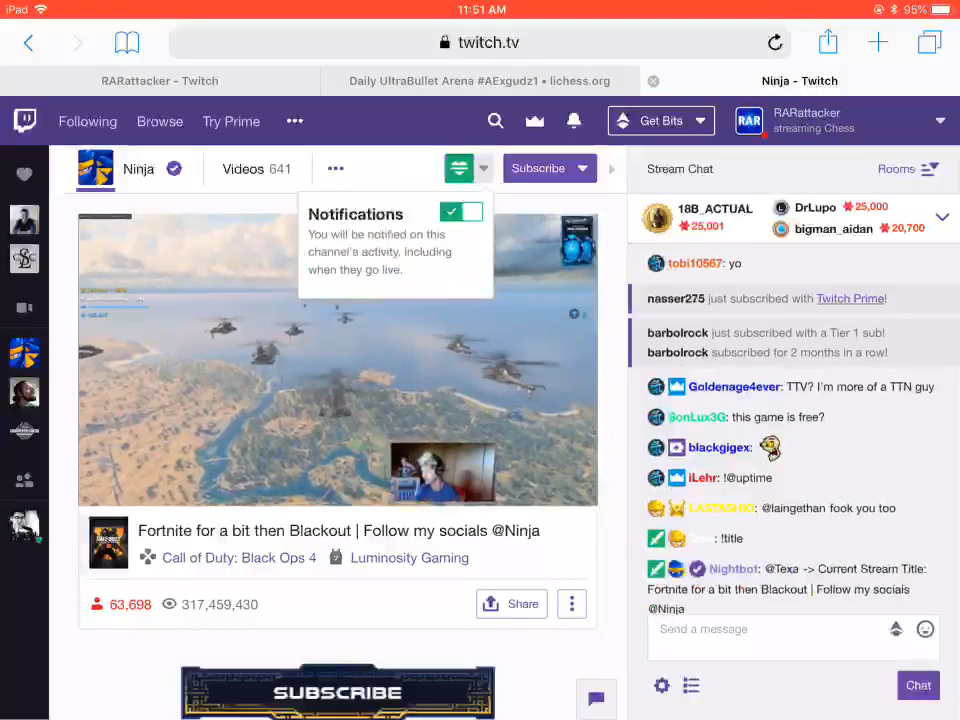 iPad
11:51 AM
95%
twitch.tv
RARattacker - Twitch
Daily UltraBullet Arena #AExgudz1 • lichess.org
Ninja - Twitch
Following
Browse
Try Prime
Get Bits
RAR
RARattacker
streaming Chess
Ninja
Videos 641
Subscribe
Stream Chat
Rooms
Notifications
You will be notified on this
channel's activity, including
when they go live.
18B_ACTUAL
25,001
DrLupo 25,000
bigman_aidan 20,700
tobi10567: yo
nasser275 just subscribed with Twitch Prime!
barbolrock just subscribed with a Tier 1 sub!
barbolrock subscribed for 2 months in a row!
Goldenage4ever: TTV? I'm more of a TTN guy
SonLux3G: this game is free?
blackgigex:
iLehr: !@uptime
LASTASHIO: @laingethan fook you too
: !title
Nightbot: @Texa -> Current Stream Title:
Fortnite for a bit then Blackout | Follow my socials
@Ninja
Send a message
Chat
Fortnite for a bit then Blackout | Follow my socials @Ninja
Call of Duty: Black Ops 4
Luminosity Gaming
63,698
317,459,430
Share
SUBSCRIBE